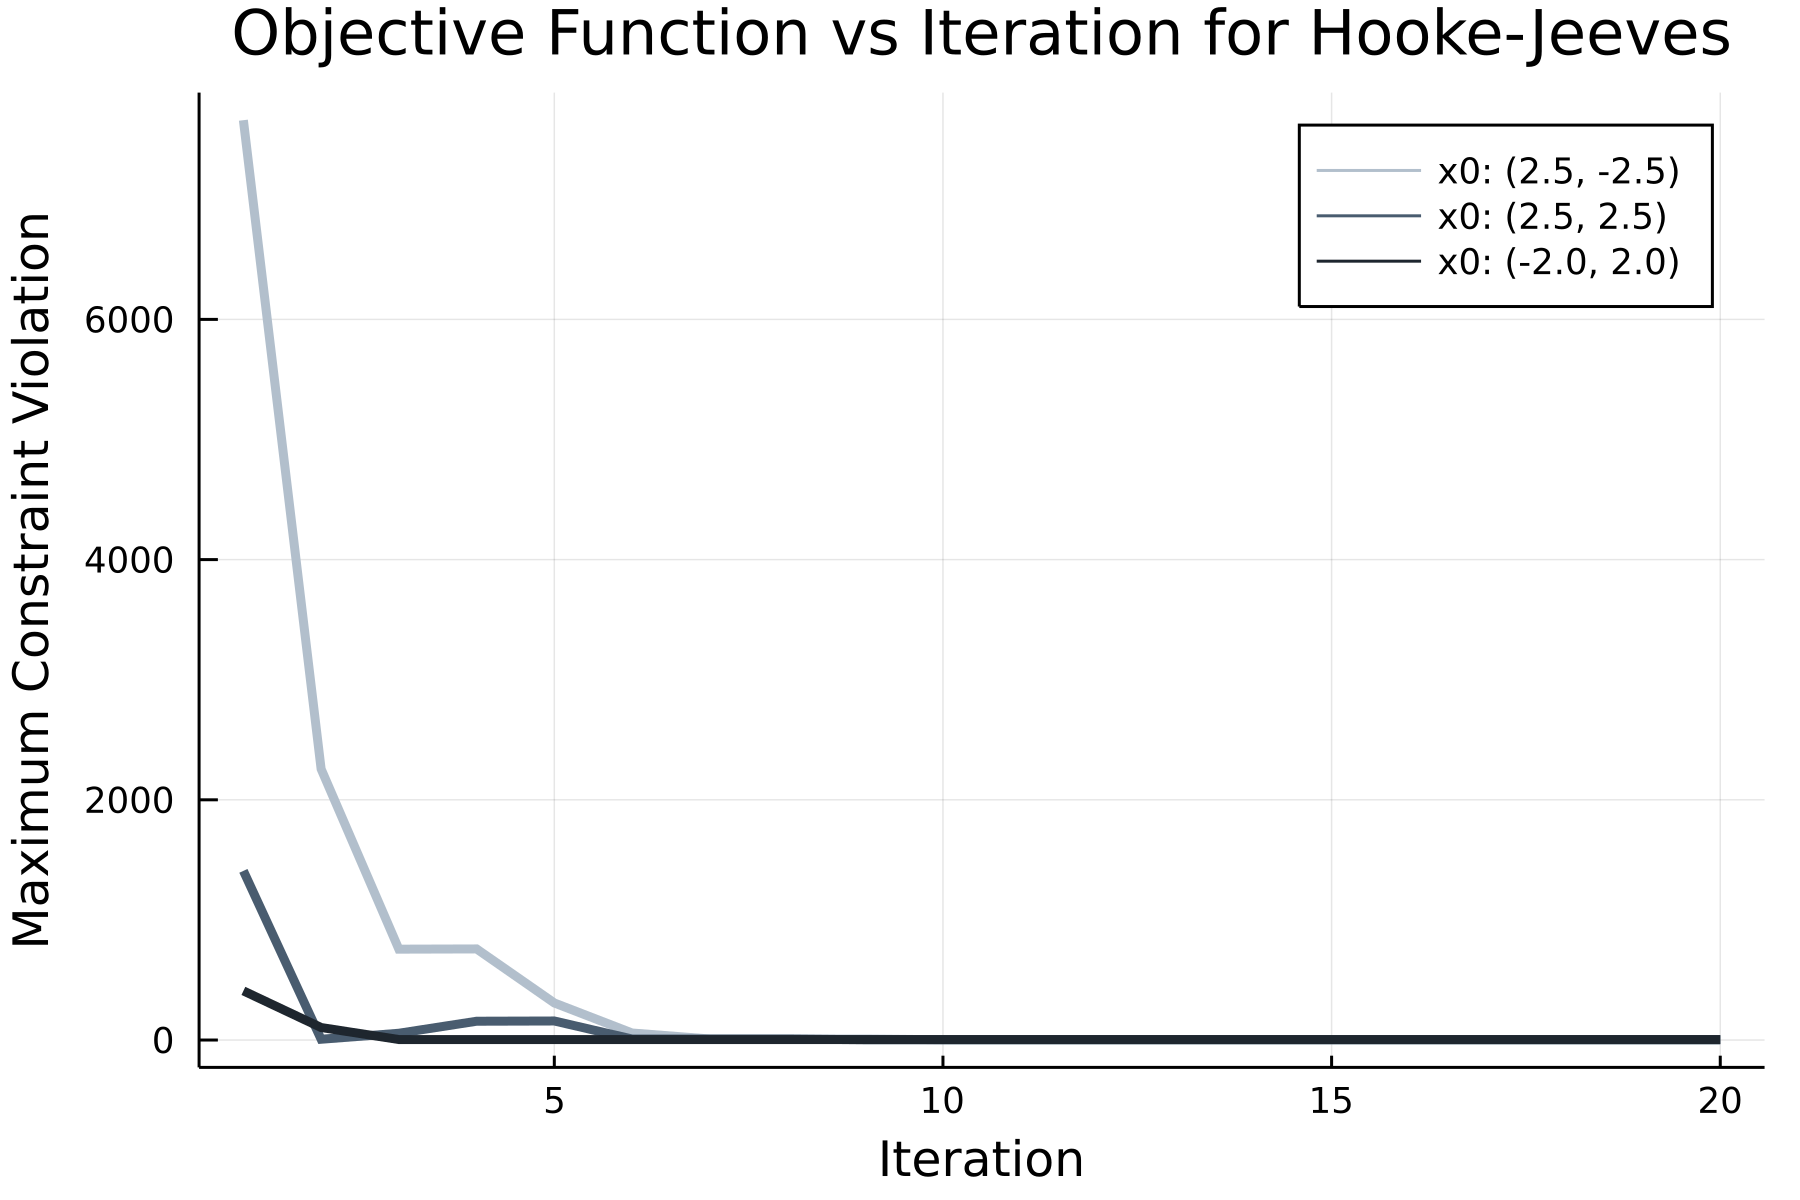 Objective Function vs Iteration for Hooke-Jeeves
Maximum Constraint Violation
6000
4000
2000
0
x0: (2.5, -2.5)
x0: (2.5, 2.5)
x0: (-2.0, 2.0)
5
10
15
20
Iteration